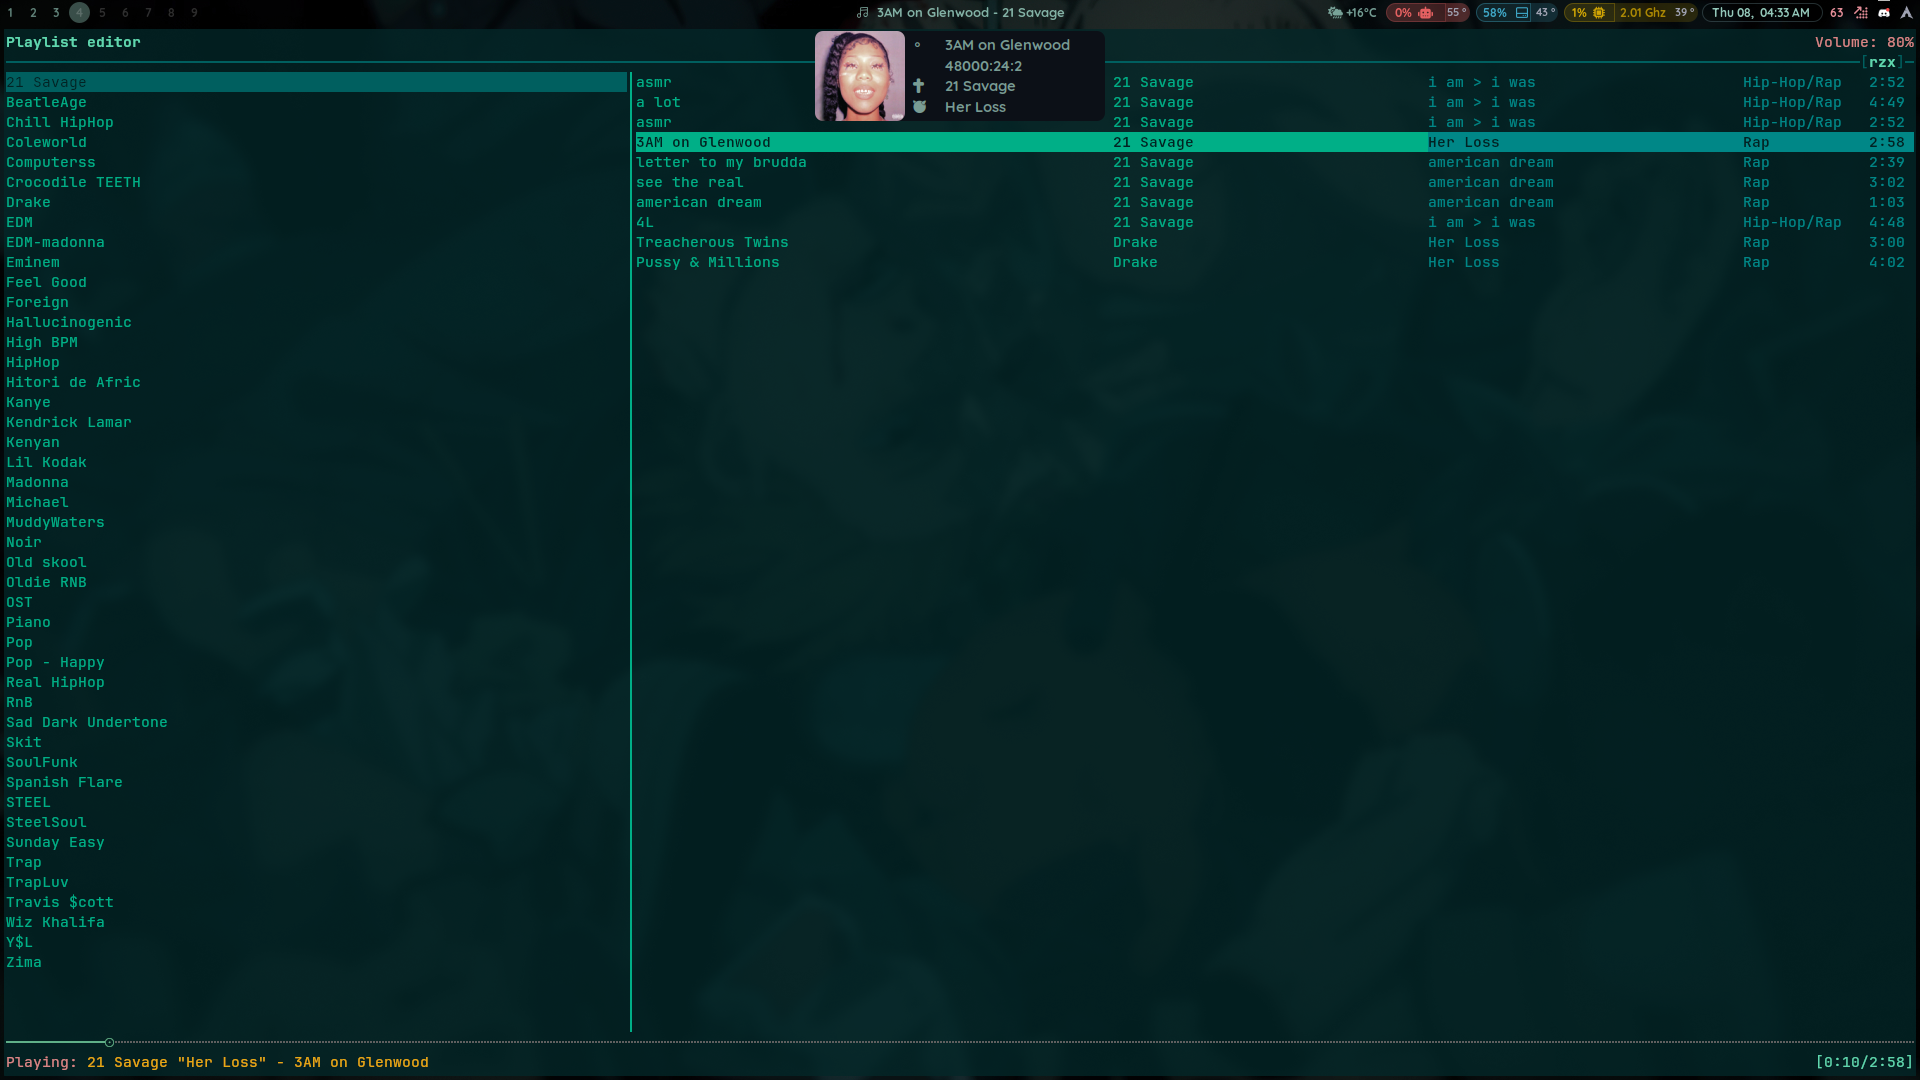 1 2 3 4 5 6 7 8 9
3AM on Glenwood - 21 Savage
+16°C 0% 55° 58% 43° 1% 2.01 Ghz 39° Thu 08, 04:33 AM 63
Playlist editor
Volume: 80%
[rzx]
3AM on Glenwood
48000:24:2
21 Savage
Her Loss
21 Savage
BeatleAge
Chill HipHop
Coleworld
Computerss
Crocodile TEETH
Drake
EDM
EDM-madonna
Eminem
Feel Good
Foreign
Hallucinogenic
High BPM
HipHop
Hitori de Afric
Kanye
Kendrick Lamar
Kenyan
Lil Kodak
Madonna
Michael
MuddyWaters
Noir
Old skool
Oldie RNB
OST
Piano
Pop
Pop - Happy
Real HipHop
RnB
Sad Dark Undertone
Skit
SoulFunk
Spanish Flare
STEEL
SteelSoul
Sunday Easy
Trap
TrapLuv
Travis $cott
Wiz Khalifa
Y$L
Zima
asmr 21 Savage i am > i was Hip-Hop/Rap 2:52
a lot 21 Savage i am > i was Hip-Hop/Rap 4:49
asmr 21 Savage i am > i was Hip-Hop/Rap 2:52
3AM on Glenwood 21 Savage Her Loss Rap 2:58
letter to my brudda 21 Savage american dream Rap 2:39
see the real 21 Savage american dream Rap 3:02
american dream 21 Savage american dream Rap 1:03
4L 21 Savage i am > i was Hip-Hop/Rap 4:48
Treacherous Twins Drake Her Loss Rap 3:00
Pussy & Millions Drake Her Loss Rap 4:02
Playing: 21 Savage "Her Loss" - 3AM on Glenwood
[0:10/2:58]